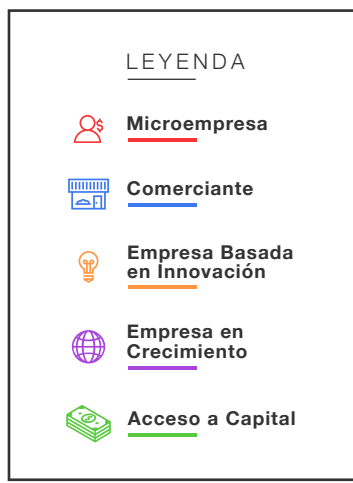 LEYENDA
Microempresa
Comerciante
Empresa Basada
en Innovación
Empresa en
Crecimiento
Acceso a Capital